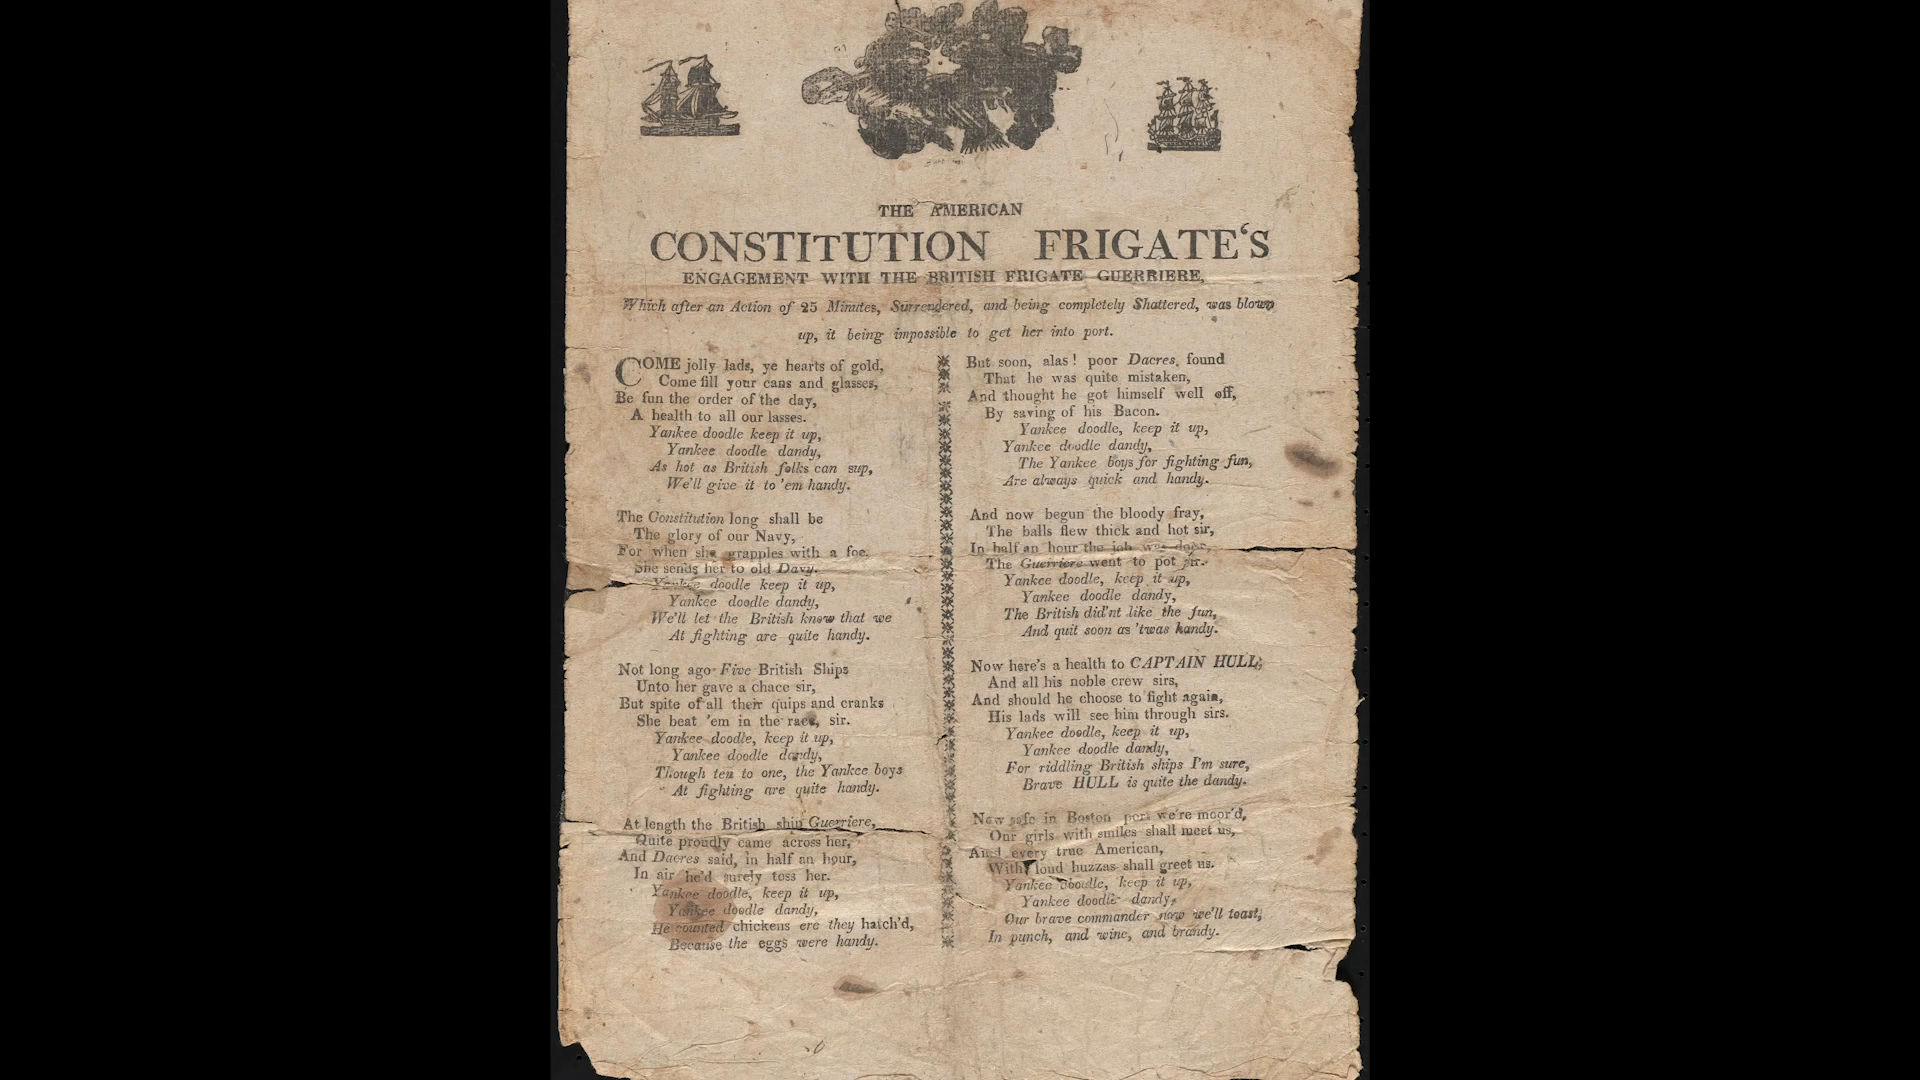 THE AMERICAN
CONSTITUTION FRIGATE'S
ENGAGEMENT WITH THE BRITISH FRIGATE GUERRIERE,
Which after an Action of 25 Minutes, Surrendered, and being completely Shattered, was blown
up, it being impossible to get her into port.
COME jolly lads, ye hearts of gold,
Come fill your cans and glasses,
Be fun the order of the day,
A health to all our lasses.
Yankee doodle keep it up,
Yankee doodle dandy,
As hot as British folks can sup,
We'll give it to 'em handy.
The Constitution long shall be
The glory of our Navy,
For when she grapples with a foe,
She sends her to old Davy.
Yankee doodle keep it up,
Yankee doodle dandy,
We'll let the British know that we
At fighting are quite handy.
Not long ago Five British Ships
Unto her gave a chace sir,
But spite of all their quips and cranks
She beat 'em in the race, sir.
Yankee doodle, keep it up,
Yankee doodle dandy,
Though ten to one, the Yankee boys
At fighting are quite handy.
At length the British ship Guerriere,
Quite proudly came across her,
And Dacres said, in half an hour,
In air he'd surely toss her.
Yankee doodle, keep it up,
Yankee doodle dandy,
He counted chickens ere they hatch'd,
Because the eggs were handy.
But soon, alas! poor Dacres, found
That he was quite mistaken,
And thought he got himself well off,
By saving of his Bacon.
Yankee doodle, keep it up,
Yankee doodle dandy,
The Yankee boys for fighting fun,
Are always quick and handy.
And now begun the bloody fray,
The balls flew thick and hot sir,
In half an hour the job was done,
The Guerriere went to pot sir.
Yankee doodle, keep it up,
Yankee doodle dandy,
The British did'nt like the fun,
And quit soon as 'twas handy.
Now here's a health to CAPTAIN HULL,
And all his noble crew sirs,
And should he choose to fight again,
His lads will see him through sirs.
Yankee doodle, keep it up,
Yankee doodle dandy,
For riddling British ships I'm sure,
Brave HULL is quite the dandy.
Now safe in Boston port we're moor'd,
Our girls with smiles shall meet us,
And every true American,
With loud huzzas shall greet us.
Yankee doodle, keep it up,
Yankee doodle dandy,
Our brave commander now we'll toast,
In punch, and wine, and brandy.